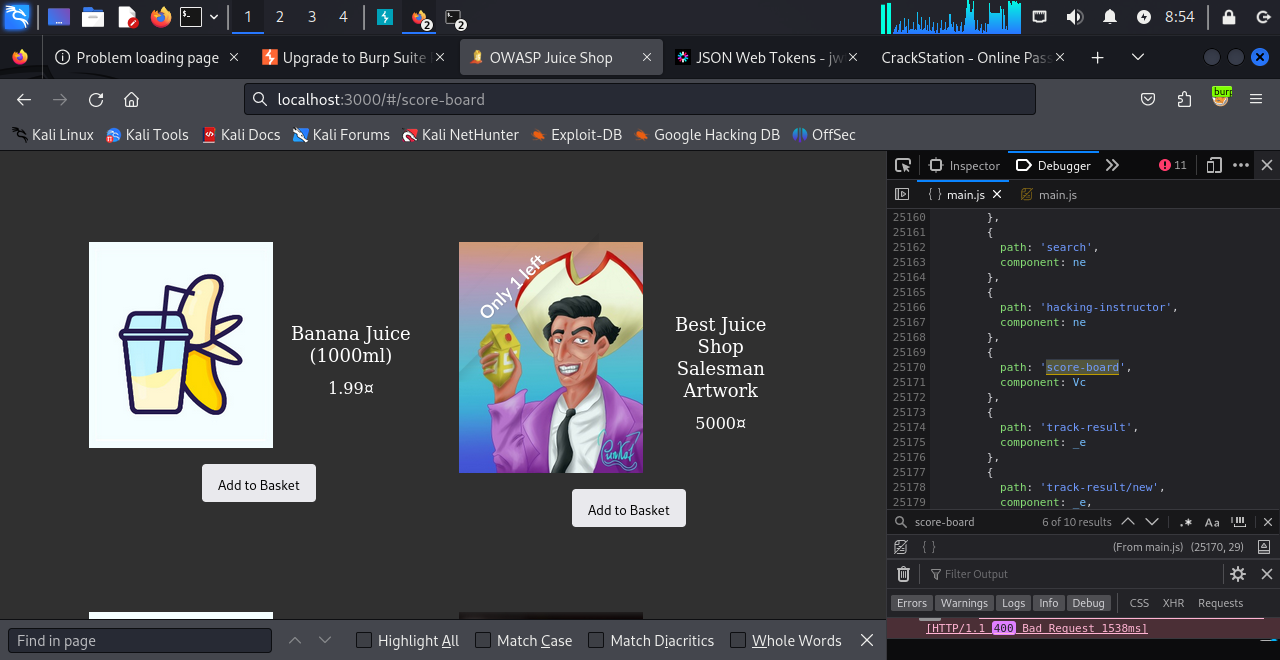 1
2
3
4
2
2
8:54
Problem loading page
Upgrade to Burp Suite
OWASP Juice Shop
JSON Web Tokens - jw
CrackStation - Online Pas
localhost:3000/#/score-board
burp
Kali Linux
Kali Tools
Kali Docs
Kali Forums
Kali NetHunter
Exploit-DB
Google Hacking DB
OffSec
Only 1 left
Banana Juice
(1000ml)
1.99¤
Add to Basket
Best Juice
Shop
Salesman
Artwork
5000¤
Add to Basket
Inspector
Debugger
11
main.js
main.js
25160 },
25161 {
25162 path: 'search',
25163 component: ne
25164 },
25165 {
25166 path: 'hacking-instructor',
25167 component: ne
25168 },
25169 {
25170 path: 'score-board',
25171 component: Vc
25172 },
25173 {
25174 path: 'track-result',
25175 component: _e
25176 },
25177 {
25178 path: 'track-result/new',
25179 component: _e,
score-board
6 of 10 results
.*
Aa
{ }
(From main.js) (25170, 29)
Filter Output
Errors
Warnings
Logs
Info
Debug
CSS
XHR
Requests
[HTTP/1.1 400 Bad Request 1538ms]
Find in page
Highlight All
Match Case
Match Diacritics
Whole Words